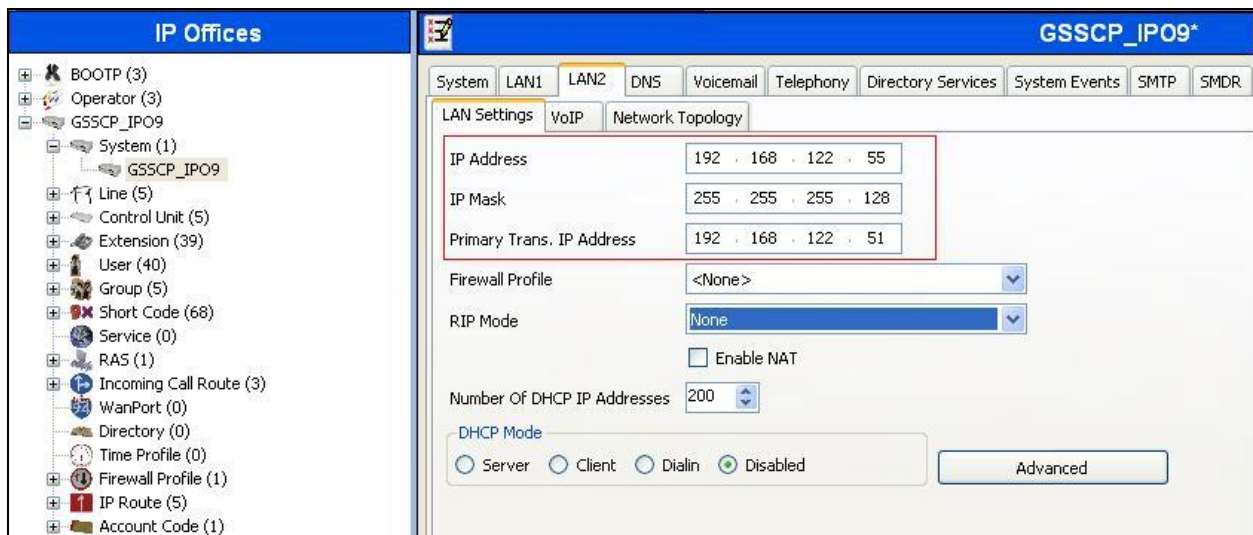 IP Offices
BOOTP (3)
Operator (3)
GSSCP_IPO9
System (1)
GSSCP_IPO9
Line (5)
Control Unit (5)
Extension (39)
User (40)
Group (5)
Short Code (68)
Service (0)
RAS (1)
Incoming Call Route (3)
WanPort (0)
Directory (0)
Time Profile (0)
Firewall Profile (1)
IP Route (5)
Account Code (1)
GSSCP_IPO9*
System LAN1 LAN2 DNS Voicemail Telephony Directory Services System Events SMTP SMDR
LAN Settings VoIP Network Topology
IP Address 192 . 168 . 122 . 55
IP Mask 255 . 255 . 255 . 128
Primary Trans. IP Address 192 . 168 . 122 . 51
Firewall Profile <None>
RIP Mode None
Enable NAT
Number Of DHCP IP Addresses 200
DHCP Mode
Server Client Dialin Disabled Advanced